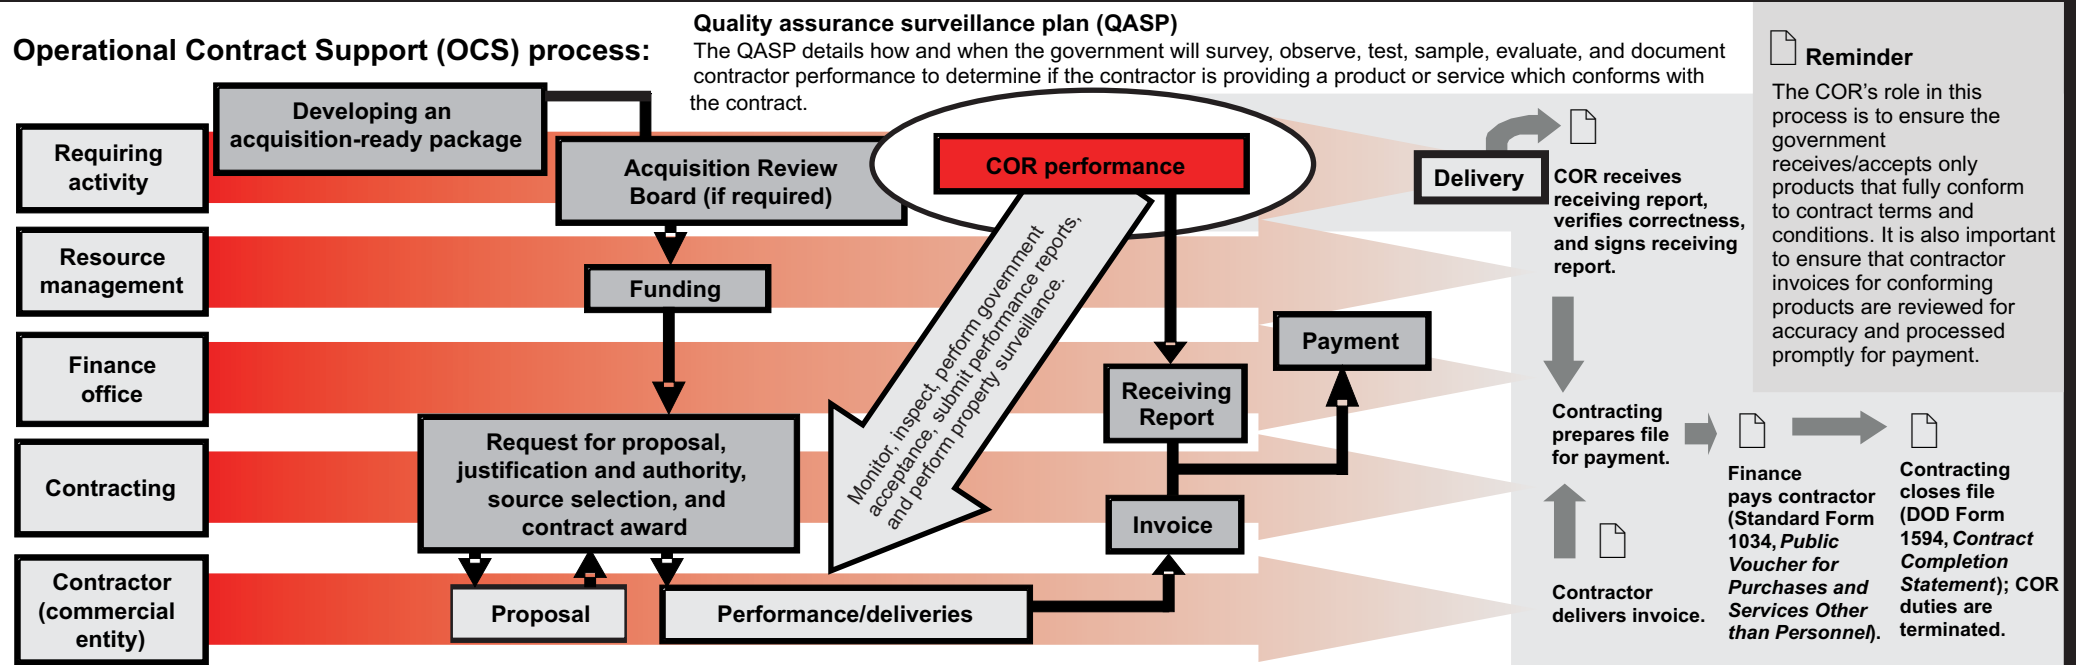 Operational Contract Support (OCS) process:
Quality assurance surveillance plan (QASP)
The QASP details how and when the government will survey, observe, test, sample, evaluate, and document
contractor performance to determine if the contractor is providing a product or service which conforms with
the contract.
Requiring
activity
Resource
management
Finance
office
Contracting
Contractor
(commercial
entity)
Developing an
acquisition-ready package
Acquisition Review
Board (if required)
Funding
Request for proposal,
justification and authority,
source selection, and
contract award
Proposal
Performance/deliveries
COR performance
Monitor, inspect, perform government
acceptance, submit performance reports,
and perform property surveillance.
Receiving
Report
Invoice
Payment
Delivery
COR receives
receiving report,
verifies correctness,
and signs receiving
report.
Contracting
prepares file
for payment.
Contractor
delivers invoice.
Finance
pays contractor
(Standard Form
1034, Public
Voucher for
Purchases and
Services Other
than Personnel).
Contracting
closes file
(DOD Form
1594, Contract
Completion
Statement); COR
duties are
terminated.
Reminder
The COR's role in this
process is to ensure the
government
receives/accepts only
products that fully conform
to contract terms and
conditions. It is also important
to ensure that contractor
invoices for conforming
products are reviewed for
accuracy and processed
promptly for payment.